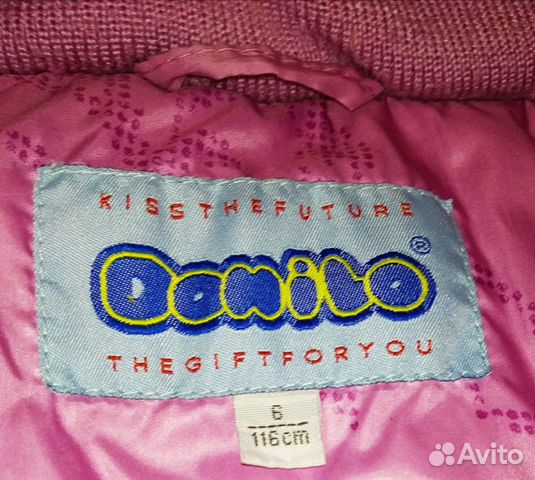 KISSTHEFUTURE
Danilo®
THEGIFTFORYOU
6
116cm
Avito